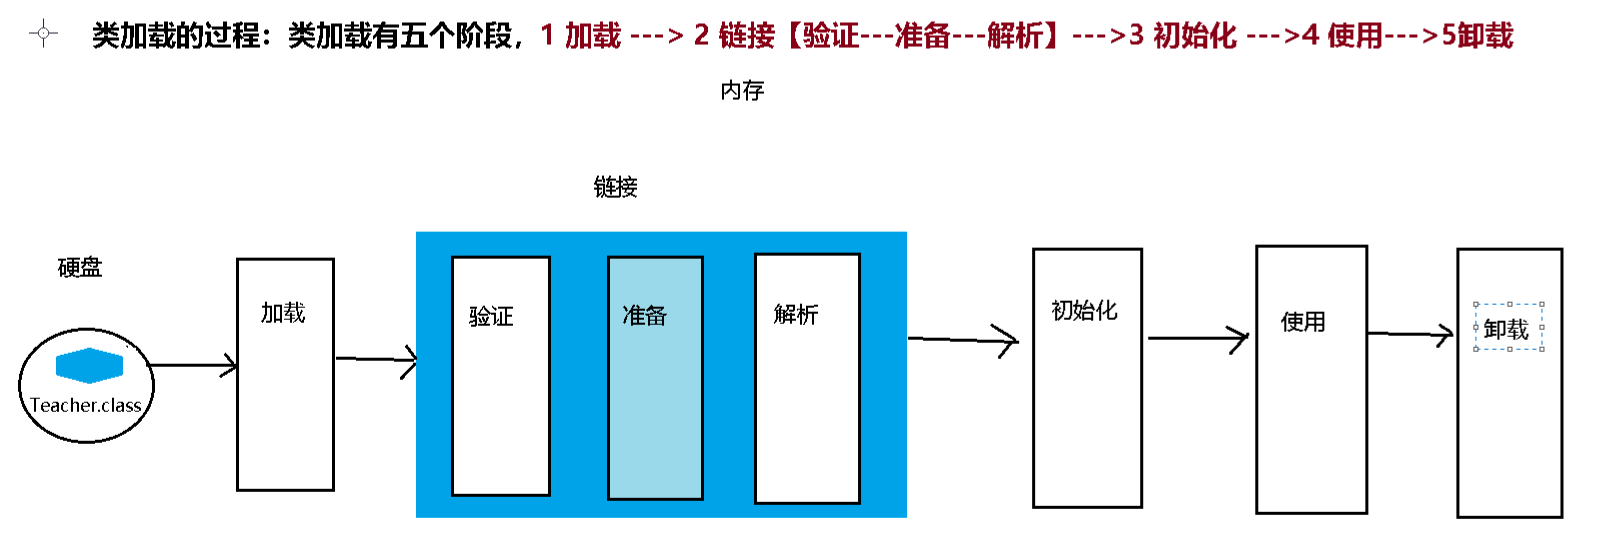 类加载的过程：类加载有五个阶段，1 加载 ---> 2 链接【验证---准备---解析】--->3 初始化 --->4 使用--->5卸载
内存
链接
硬盘
Teacher.class
加载
验证
准备
解析
初始化
使用
卸载